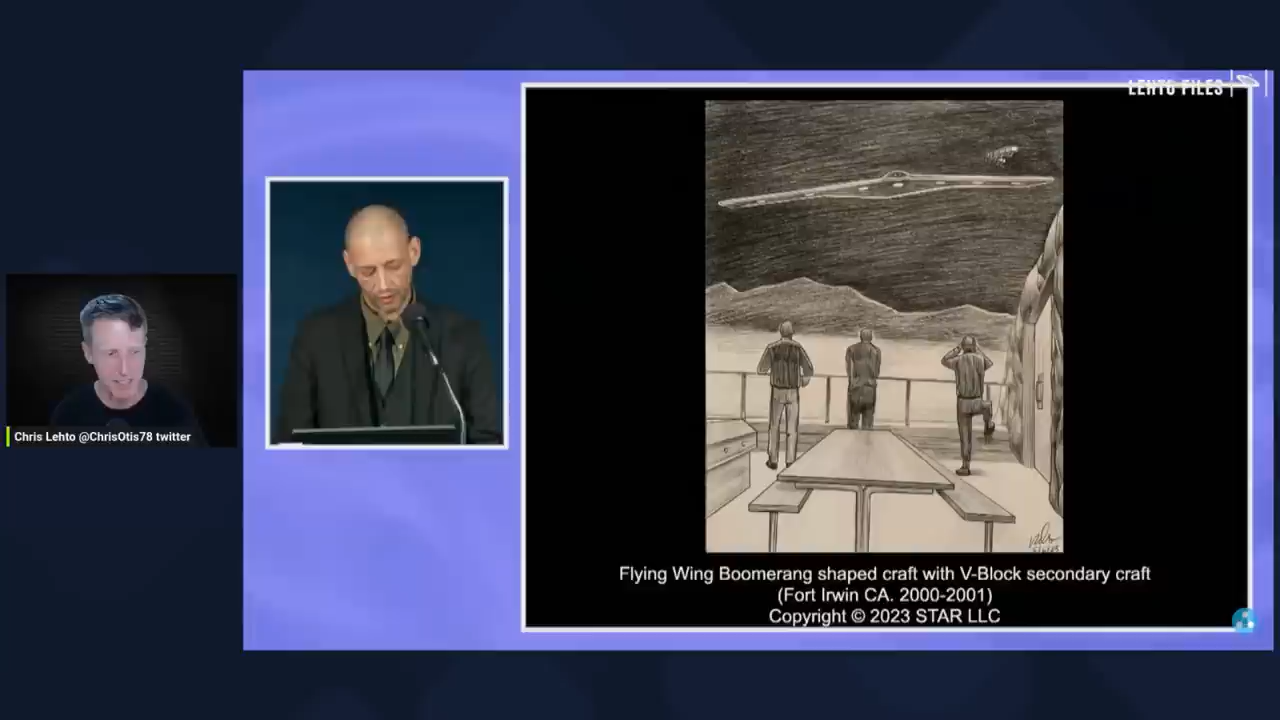 LEHTO FILES
Chris Lehto @ChrisOtis78 twitter
Flying Wing Boomerang shaped craft with V-Block secondary craft
(Fort Irwin CA. 2000-2001)
Copyright © 2023 STAR LLC